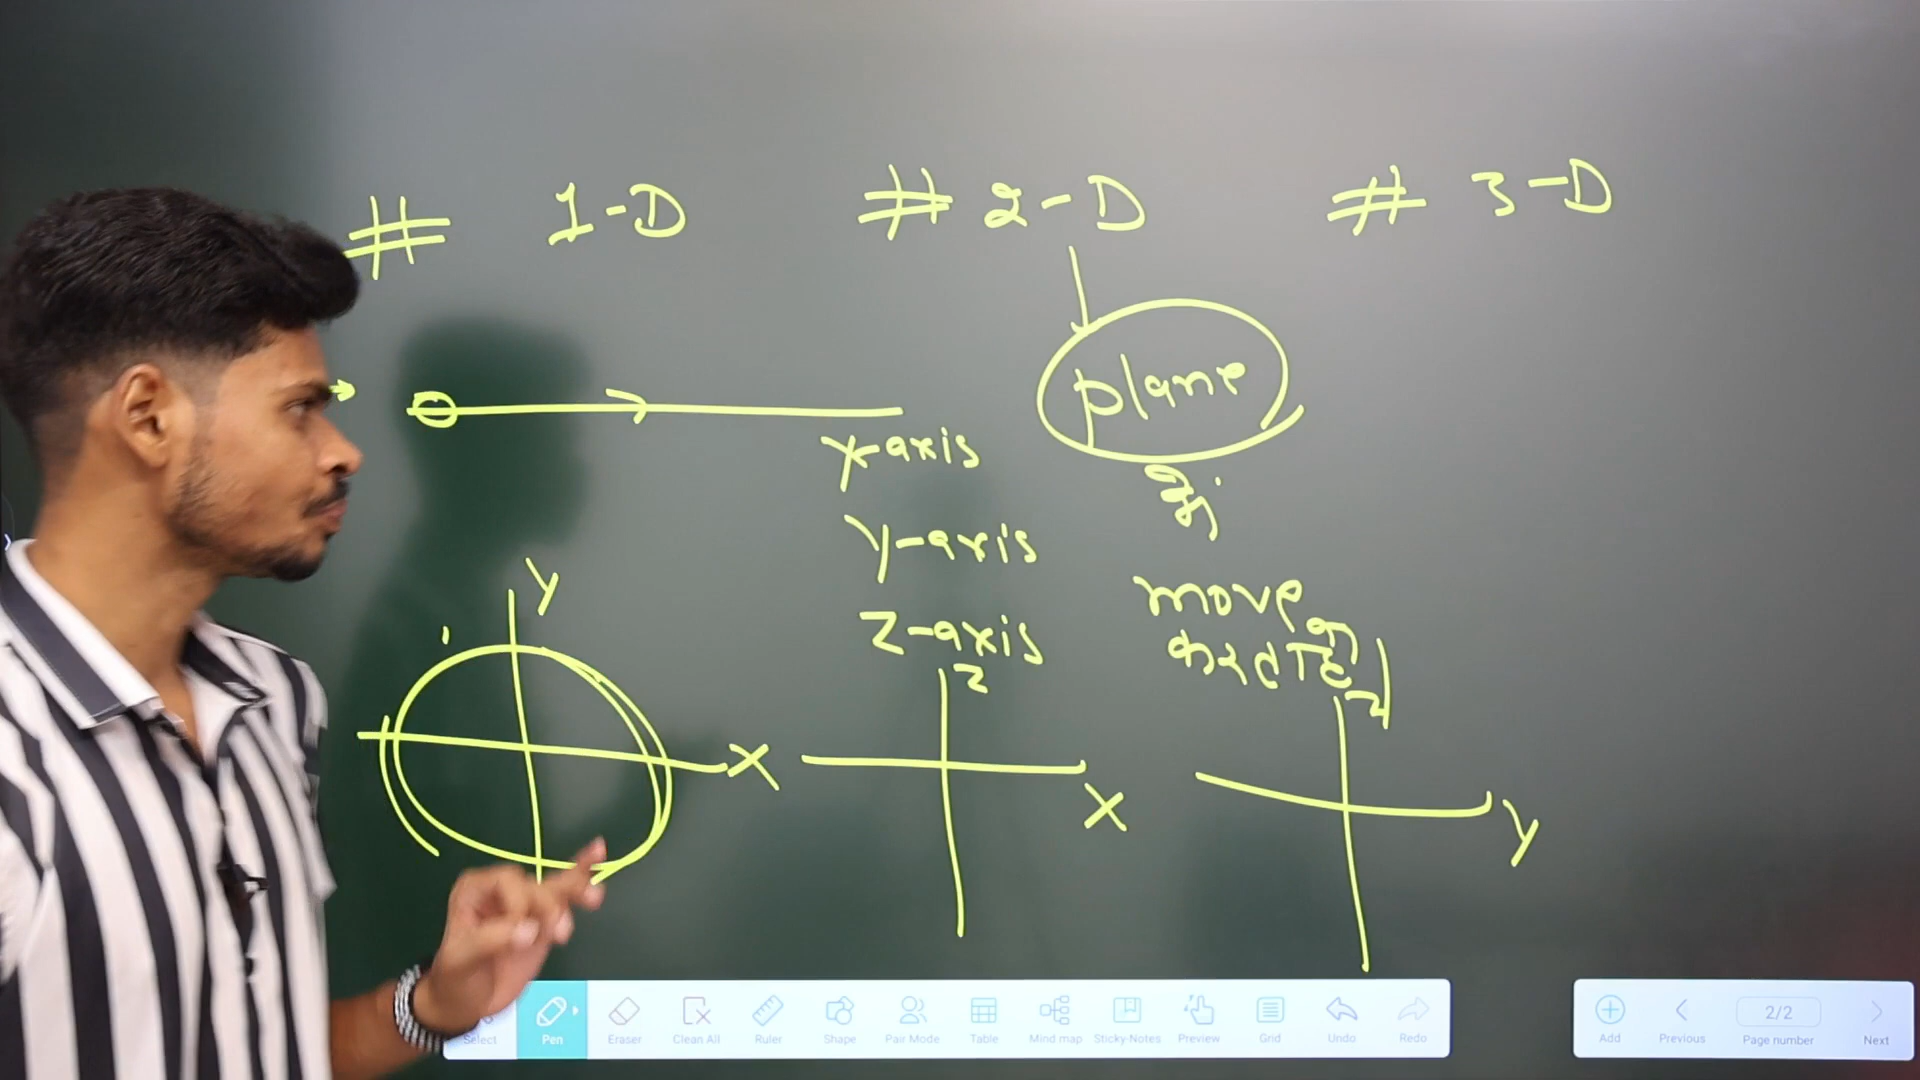 # 1-D # 2-D # 3-D
plane
में
x-axis
y-axis
z-axis
move
करता है
Y
X
Z
X
Z
Y
Select Pen Eraser Clean All Ruler Shape Pair Mode Table Mind map Sticky-Notes Preview Grid Undo Redo
Add Previous 2/2 Page number Next